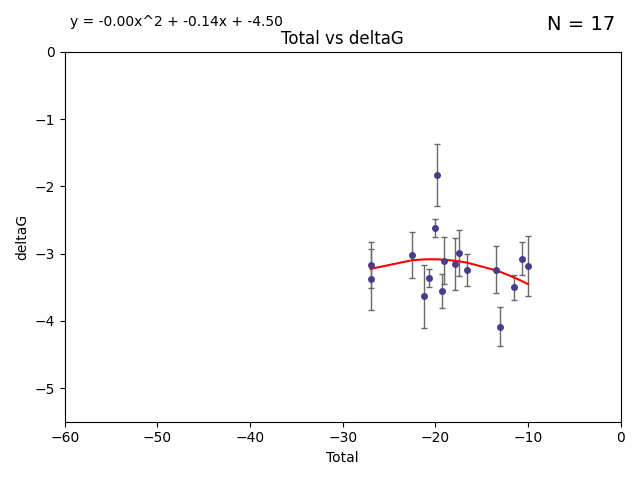 y = -0.00x^2 + -0.14x + -4.50
N = 17
Total vs deltaG
0
−1
−2
−3
−4
−5
deltaG
−60 −50 −40 −30 −20 −10 0
Total